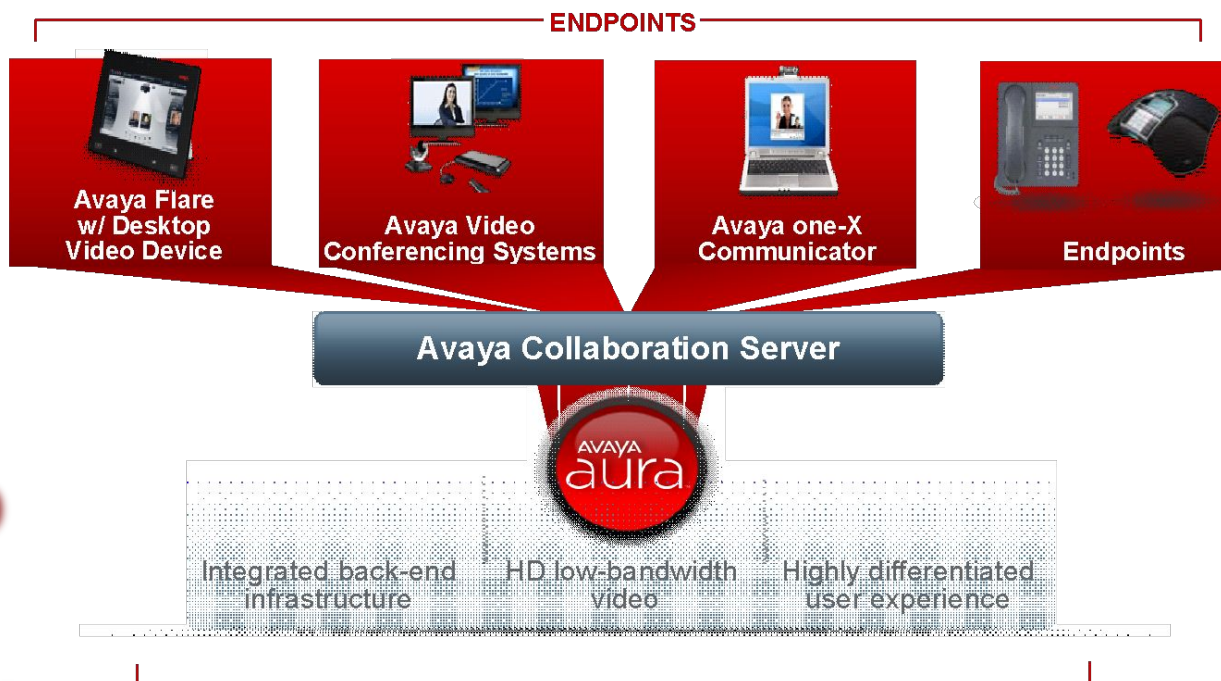 ENDPOINTS
Avaya Flare
w/ Desktop
Video Device
Avaya Video
Conferencing Systems
Avaya one-X
Communicator
Endpoints
Avaya Collaboration Server
AVAYA
aura
Integrated back-end
infrastructure
HD low-bandwidth
video
Highly differentiated
user experience